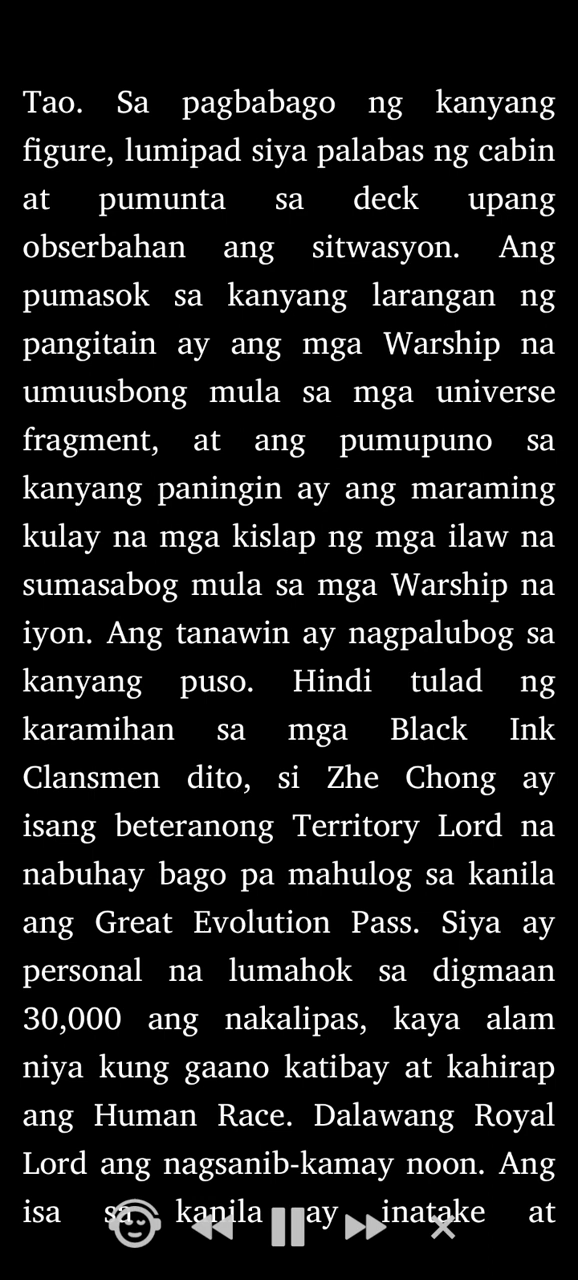 Tao. Sa pagbabago ng kanyang
figure, lumipad siya palabas ng cabin
at pumunta sa deck upang
obserbahan ang sitwasyon. Ang
pumasok sa kanyang larangan ng
pangitain ay ang mga Warship na
umuusbong mula sa mga universe
fragment, at ang pumupuno sa
kanyang paningin ay ang maraming
kulay na mga kislap ng mga ilaw na
sumasabog mula sa mga Warship na
iyon. Ang tanawin ay nagpalubog sa
kanyang puso. Hindi tulad ng
karamihan sa mga Black Ink
Clansmen dito, si Zhe Chong ay
isang beteranong Territory Lord na
nabuhay bago pa mahulog sa kanila
ang Great Evolution Pass. Siya ay
personal na lumahok sa digmaan
30,000 ang nakalipas, kaya alam
niya kung gaano katibay at kahirap
ang Human Race. Dalawang Royal
Lord ang nagsanib-kamay noon. Ang
isa sa kanila ay inatake at